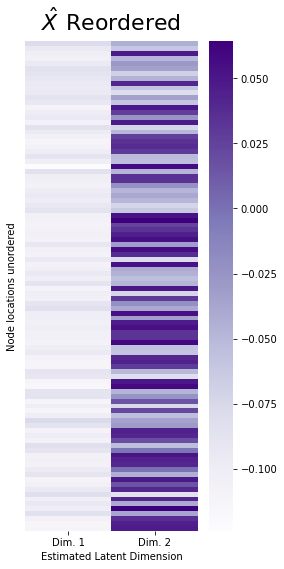 X̂ Reordered
Node locations unordered
0.050
0.025
0.000
−0.025
−0.050
−0.075
−0.100
Dim. 1 Dim. 2
Estimated Latent Dimension